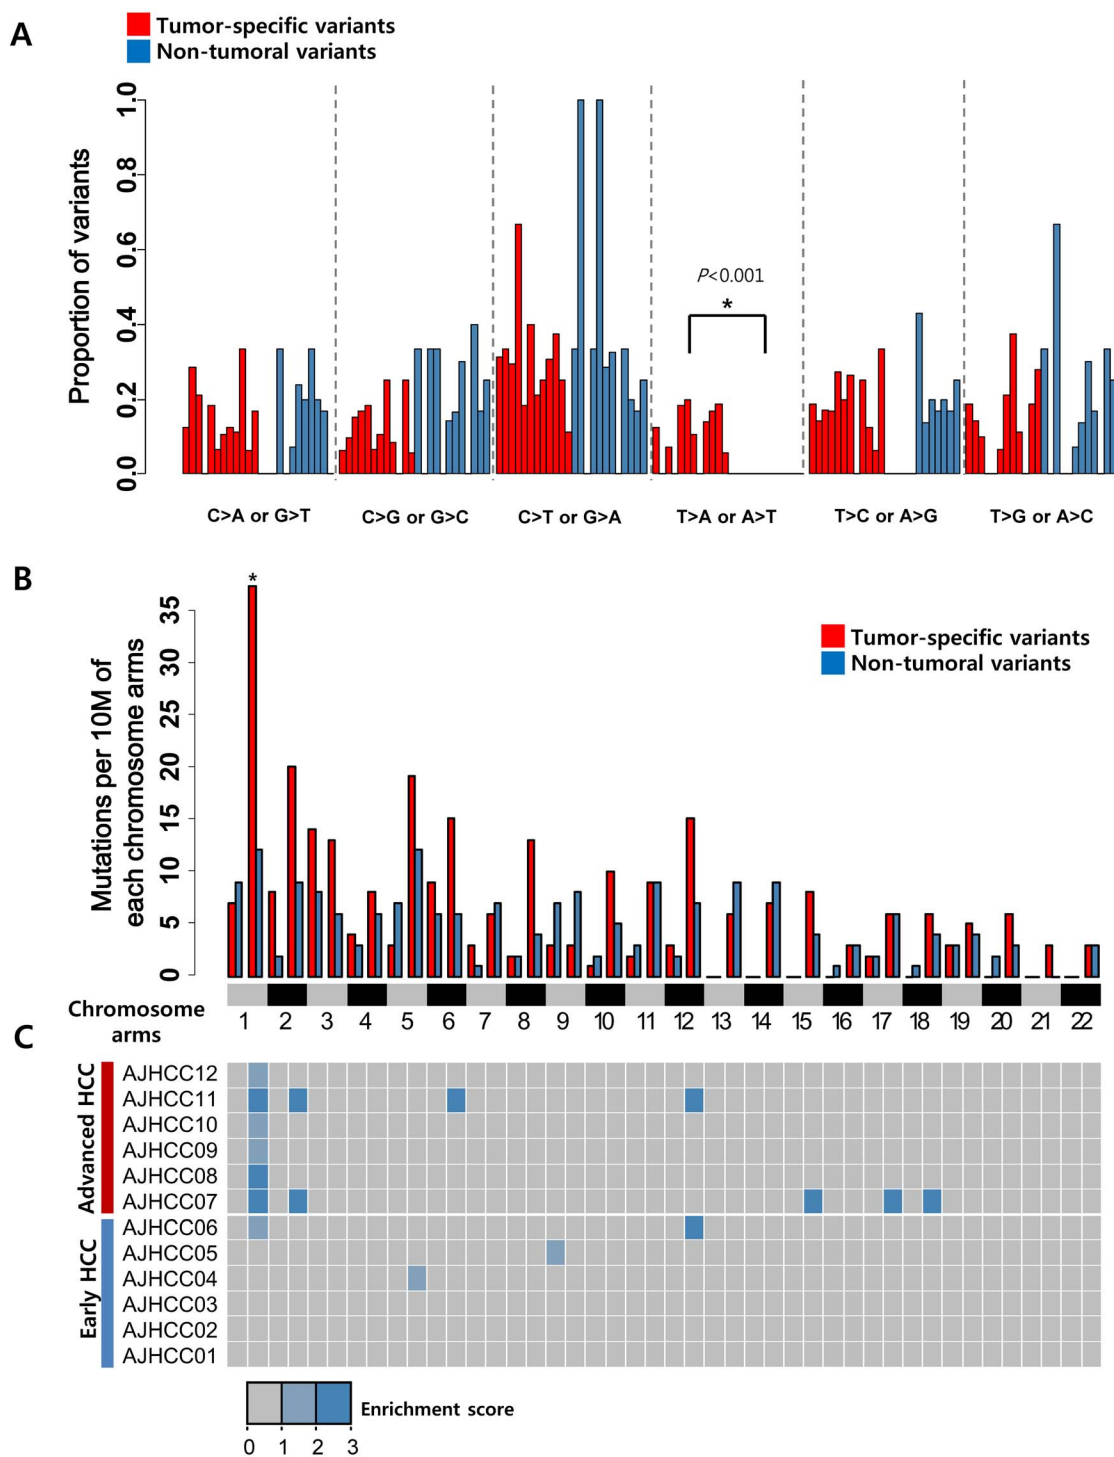 A
Tumor-specific variants
Non-tumoral variants
Proportion of variants
1.0
0.8
0.6
0.4
0.2
0.0
P<0.001
*
C>A or G>T
C>G or G>C
C>T or G>A
T>A or A>T
T>C or A>G
T>G or A>C
B
Mutations per 10M of
each chromosome arms
35
30
25
20
15
10
5
0
*
Tumor-specific variants
Non-tumoral variants
Chromosome
arms
1 2 3 4 5 6 7 8 9 10 11 12 13 14 15 16 17 18 19 20 21 22
C
Advanced HCC
AJHCC12
AJHCC11
AJHCC10
AJHCC09
AJHCC08
AJHCC07
Early HCC
AJHCC06
AJHCC05
AJHCC04
AJHCC03
AJHCC02
AJHCC01
Enrichment score
0 1 2 3